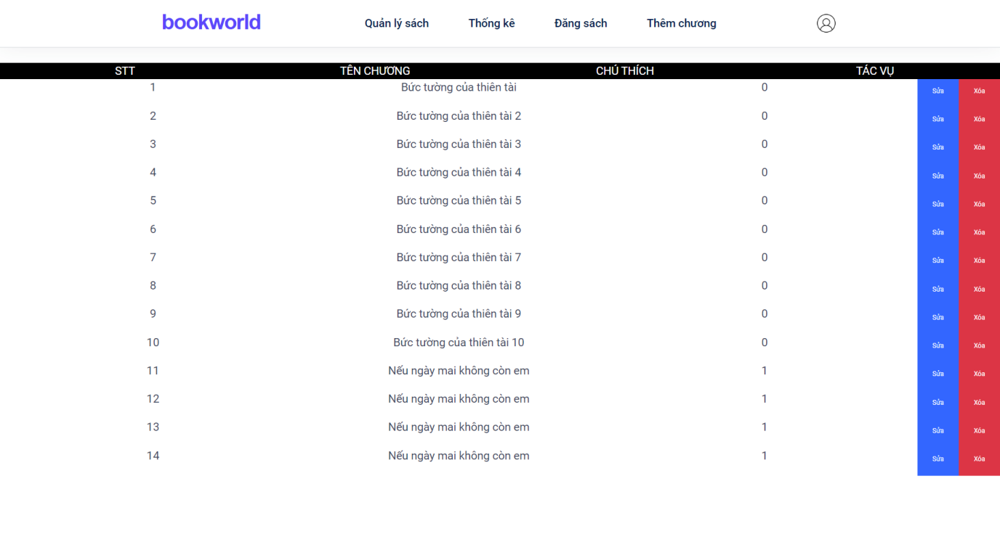 bookworld Quản lý sách Thống kê Đăng sách Thêm chương
STT TÊN CHƯƠNG CHÚ THÍCH TÁC VỤ
1 Bức tường của thiên tài 0 Sửa Xóa
2 Bức tường của thiên tài 2 0 Sửa Xóa
3 Bức tường của thiên tài 3 0 Sửa Xóa
4 Bức tường của thiên tài 4 0 Sửa Xóa
5 Bức tường của thiên tài 5 0 Sửa Xóa
6 Bức tường của thiên tài 6 0 Sửa Xóa
7 Bức tường của thiên tài 7 0 Sửa Xóa
8 Bức tường của thiên tài 8 0 Sửa Xóa
9 Bức tường của thiên tài 9 0 Sửa Xóa
10 Bức tường của thiên tài 10 0 Sửa Xóa
11 Nếu ngày mai không còn em 1 Sửa Xóa
12 Nếu ngày mai không còn em 1 Sửa Xóa
13 Nếu ngày mai không còn em 1 Sửa Xóa
14 Nếu ngày mai không còn em 1 Sửa Xóa